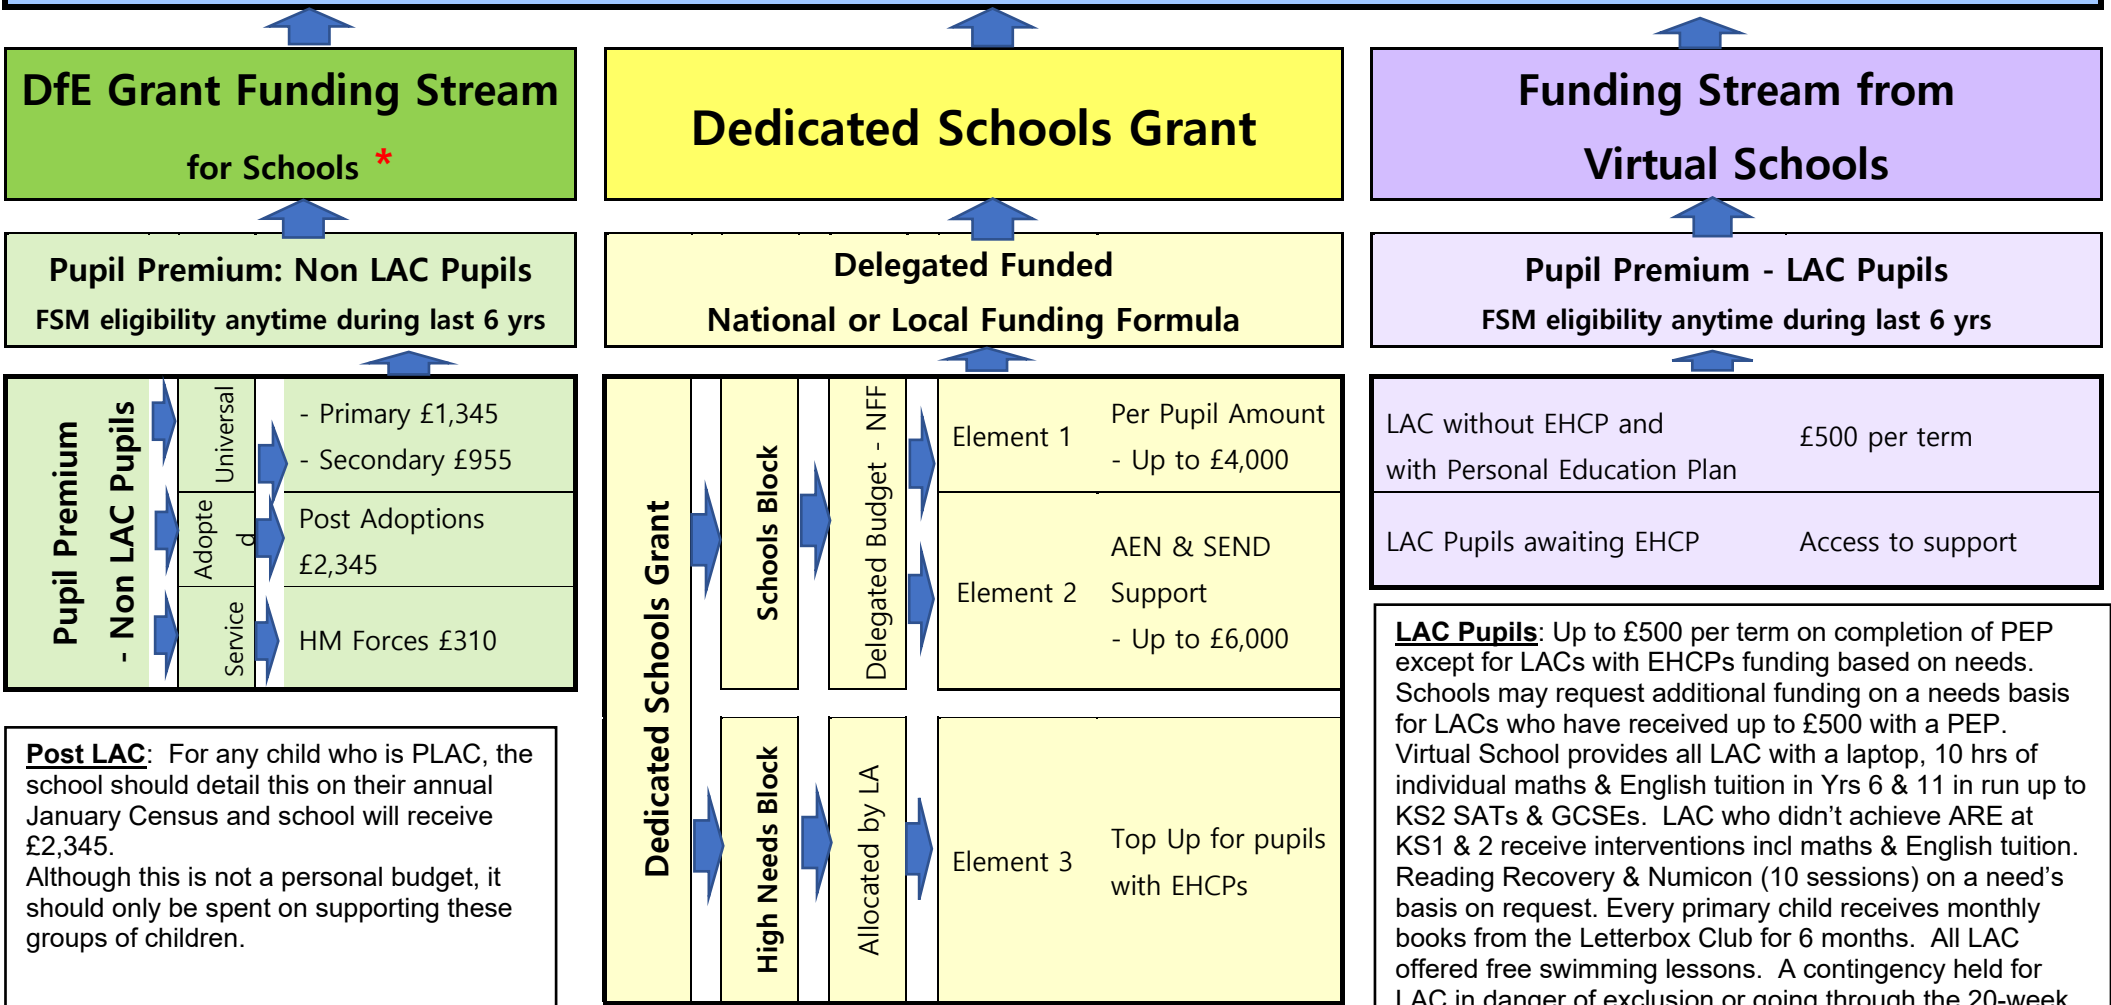 DfE Grant Funding Stream
for Schools *
Dedicated Schools Grant
Funding Stream from
Virtual Schools
Pupil Premium: Non LAC Pupils
FSM eligibility anytime during last 6 yrs
Delegated Funded
National or Local Funding Formula
Pupil Premium - LAC Pupils
FSM eligibility anytime during last 6 yrs
Pupil Premium
- Non LAC Pupils
Universal
- Primary £1,345
- Secondary £955
Adopte
d
Post Adoptions
£2,345
Service
HM Forces £310
Post LAC: For any child who is PLAC, the
school should detail this on their annual
January Census and school will receive
£2,345.
Although this is not a personal budget, it
should only be spent on supporting these
groups of children.
Dedicated Schools Grant
Schools Block
Delegated Budget - NFF
Element 1
Per Pupil Amount
- Up to £4,000
Element 2
AEN & SEND
Support
- Up to £6,000
High Needs Block
Allocated by LA
Element 3
Top Up for pupils
with EHCPs
LAC without EHCP and
with Personal Education Plan
£500 per term
LAC Pupils awaiting EHCP
Access to support
LAC Pupils: Up to £500 per term on completion of PEP
except for LACs with EHCPs funding based on needs.
Schools may request additional funding on a needs basis
for LACs who have received up to £500 with a PEP.
Virtual School provides all LAC with a laptop, 10 hrs of
individual maths & English tuition in Yrs 6 & 11 in run up to
KS2 SATs & GCSEs. LAC who didn't achieve ARE at
KS1 & 2 receive interventions incl maths & English tuition.
Reading Recovery & Numicon (10 sessions) on a need's
basis on request. Every primary child receives monthly
books from the Letterbox Club for 6 months. All LAC
offered free swimming lessons. A contingency held for
LAC in danger of exclusion or going through the 20-week